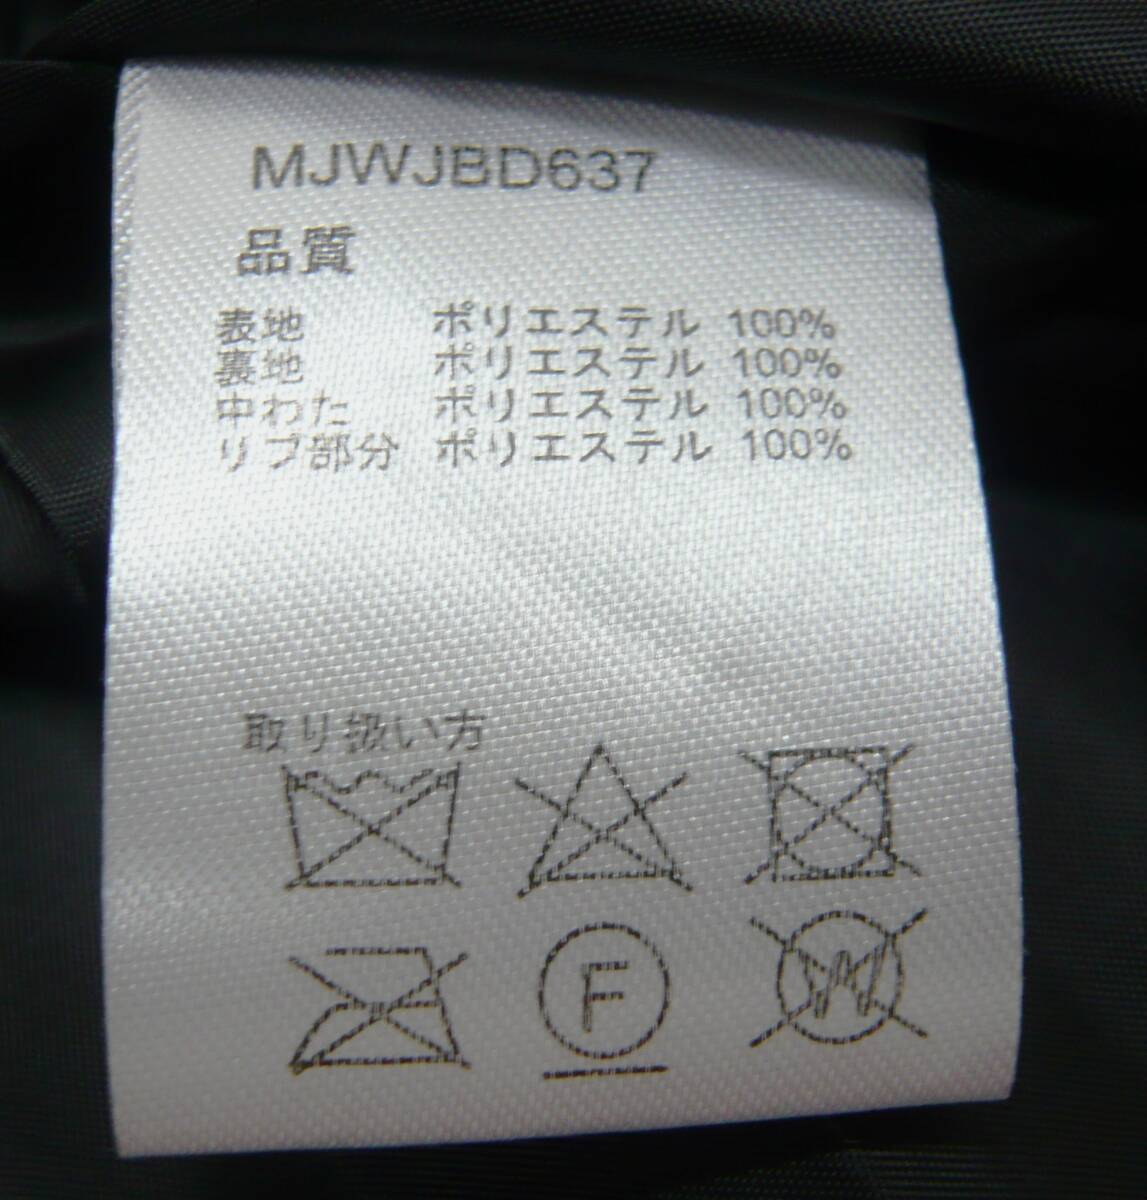 MJWJBD637
品質
表地 ポリエステル 100%
裏地 ポリエステル 100%
中わた ポリエステル 100%
リブ部分 ポリエステル 100%
取り扱い方
F
W